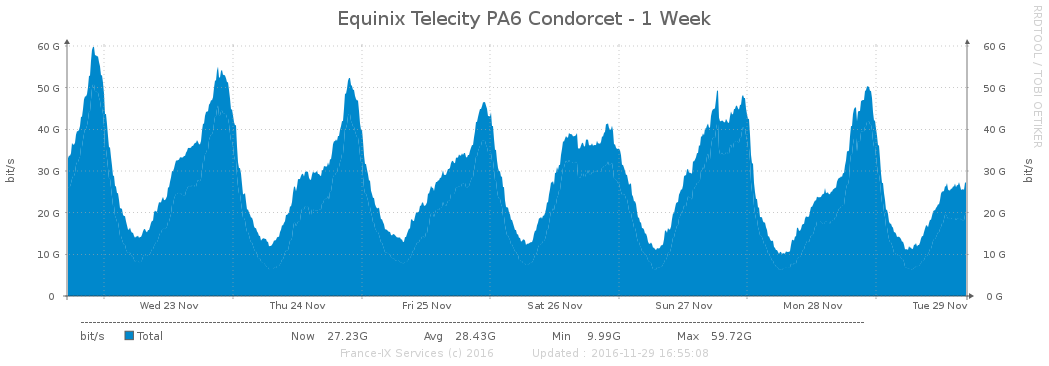 Equinix Telecity PA6 Condorcet - 1 Week
RRDTOOL / TOBI OETIKER
bit/s
60 G 60 G
50 G 50 G
40 G 40 G
30 G 30 G
20 G 20 G
10 G 10 G
0 0 G
bit/s
Wed 23 Nov Thu 24 Nov Fri 25 Nov Sat 26 Nov Sun 27 Nov Mon 28 Nov Tue 29 Nov
bit/s Total Now 27.23G Avg 28.43G Min 9.99G Max 59.72G
France-IX Services (c) 2016 Updated : 2016-11-29 16:55:08